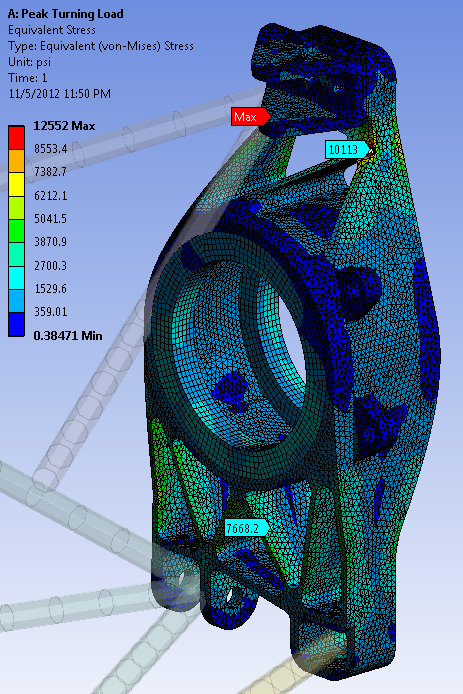 A: Peak Turning Load
Equivalent Stress
Type: Equivalent (von-Mises) Stress
Unit: psi
Time: 1
11/5/2012 11:50 PM
12552 Max
8553.4
7382.7
6212.1
5041.5
3870.9
2700.3
1529.6
359.01
0.38471 Min
Max
10113
7668.2